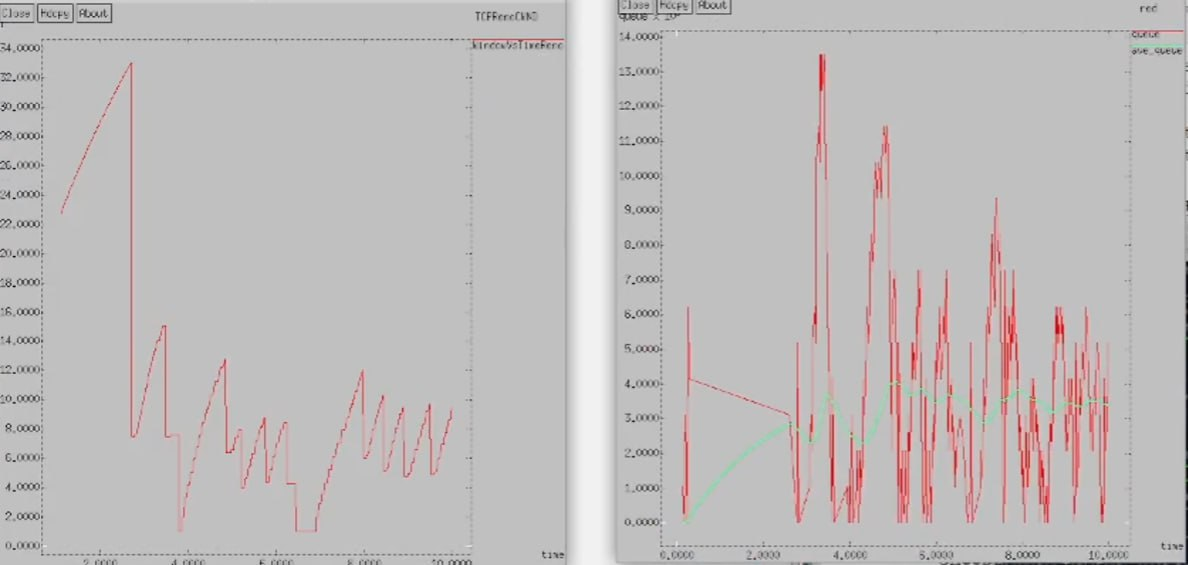 Close Hdcpy About
TCPRenoCWND
WindowVsTimeReno
34.0000
32.0000
30.0000
28.0000
26.0000
24.0000
22.0000
20.0000
18.0000
16.0000
14.0000
12.0000
10.0000
8.0000
6.0000
4.0000
2.0000
0.0000
time
2.0000 4.0000 6.0000 8.0000 10.0000
Close Hdcpy About
red
queue x 10³
queue
ave_queue
14.0000
13.0000
12.0000
11.0000
10.0000
9.0000
8.0000
7.0000
6.0000
5.0000
4.0000
3.0000
2.0000
1.0000
0.0000
time
0.0000 2.0000 4.0000 6.0000 8.0000 10.0000